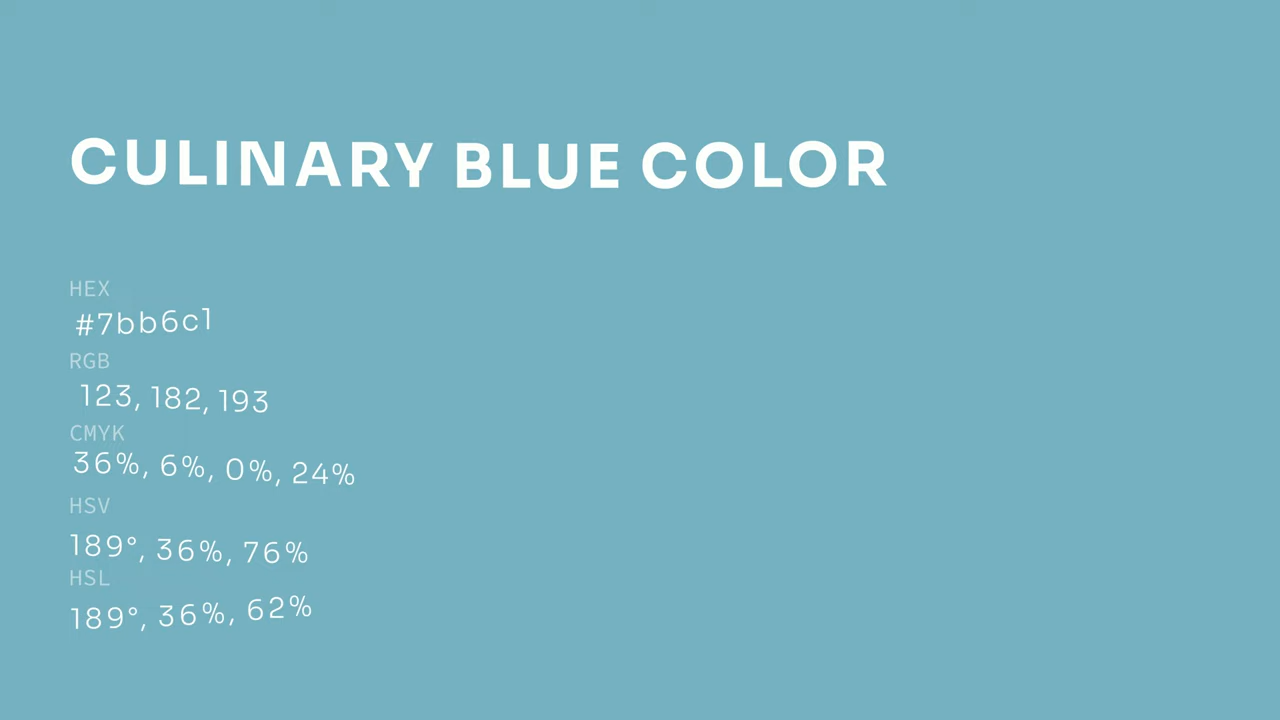 CULINARY BLUE COLOR
HEX
#7bb6c1
RGB
123, 182, 193
CMYK
36%, 6%, 0%, 24%
HSV
189°, 36%, 76%
HSL
189°, 36%, 62%